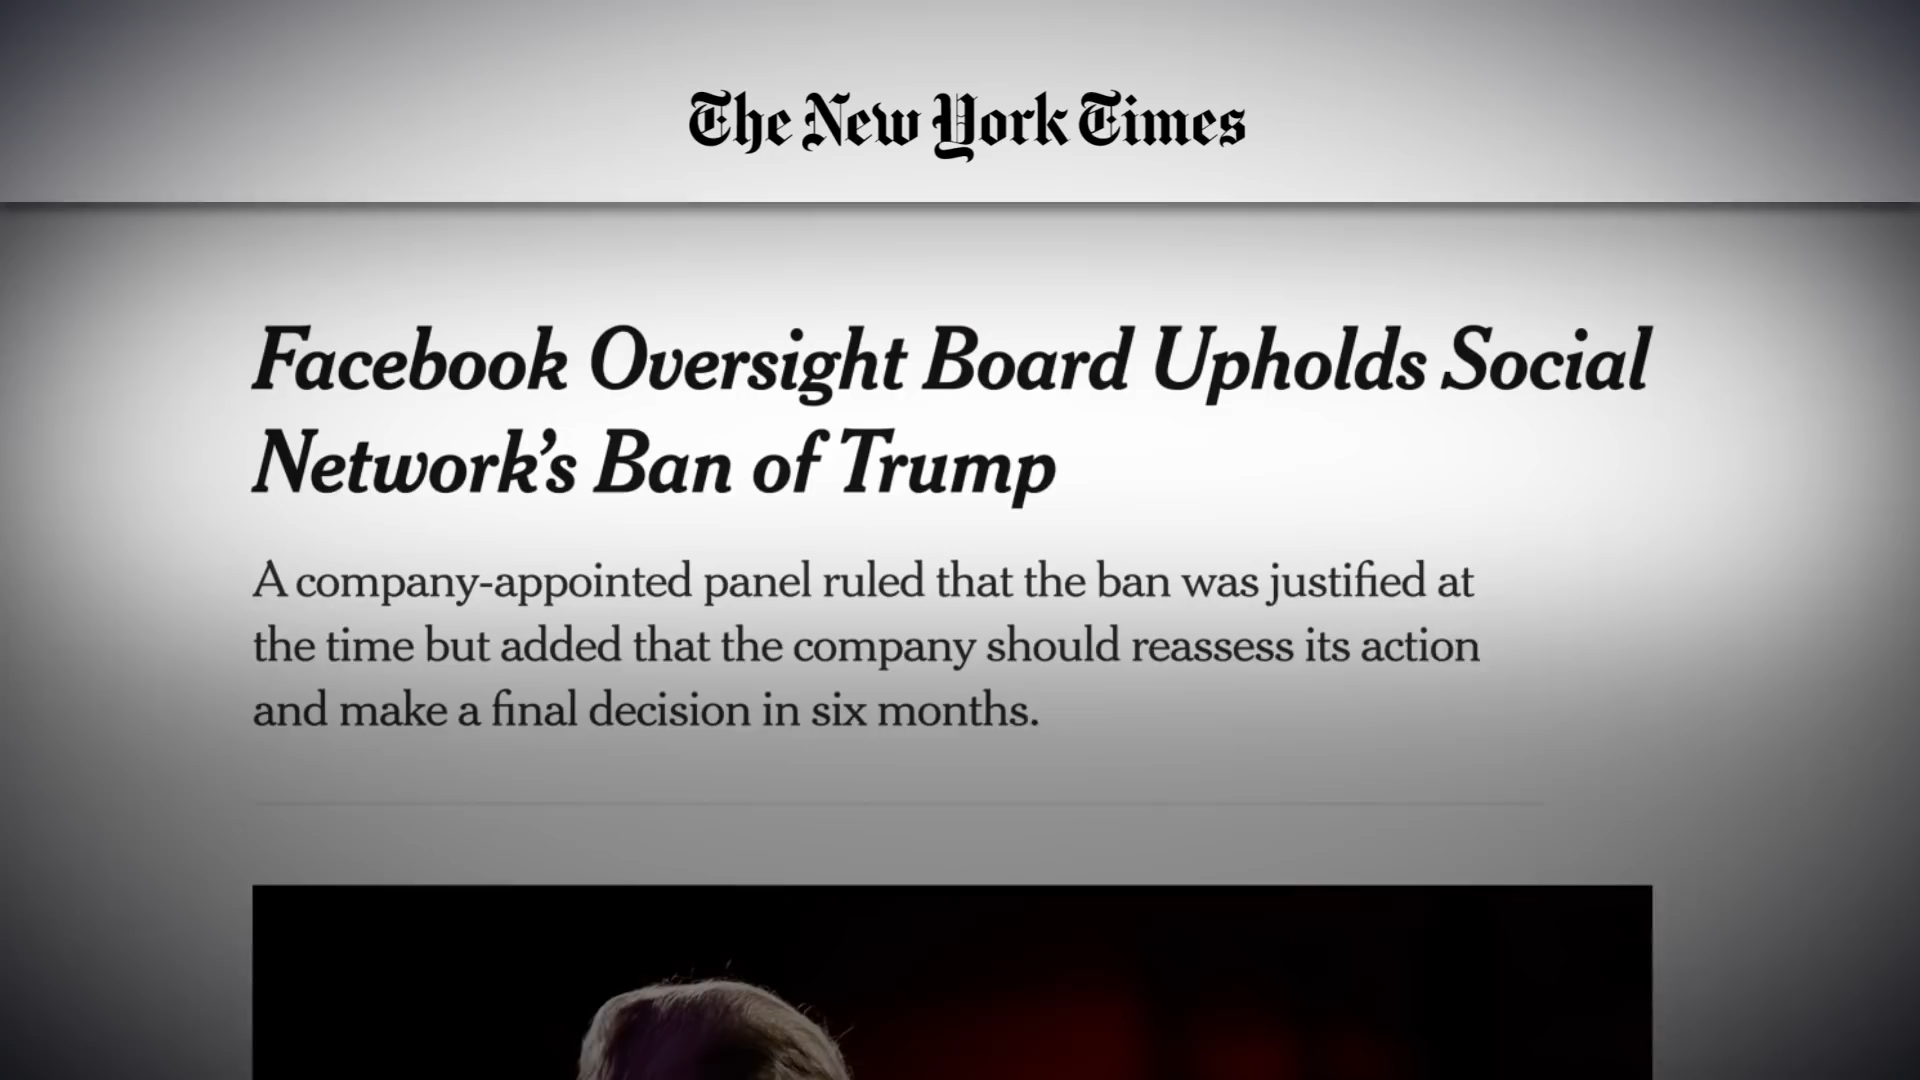 The New York Times
Facebook Oversight Board Upholds Social
Network’s Ban of Trump
A company-appointed panel ruled that the ban was justified at
the time but added that the company should reassess its action
and make a final decision in six months.